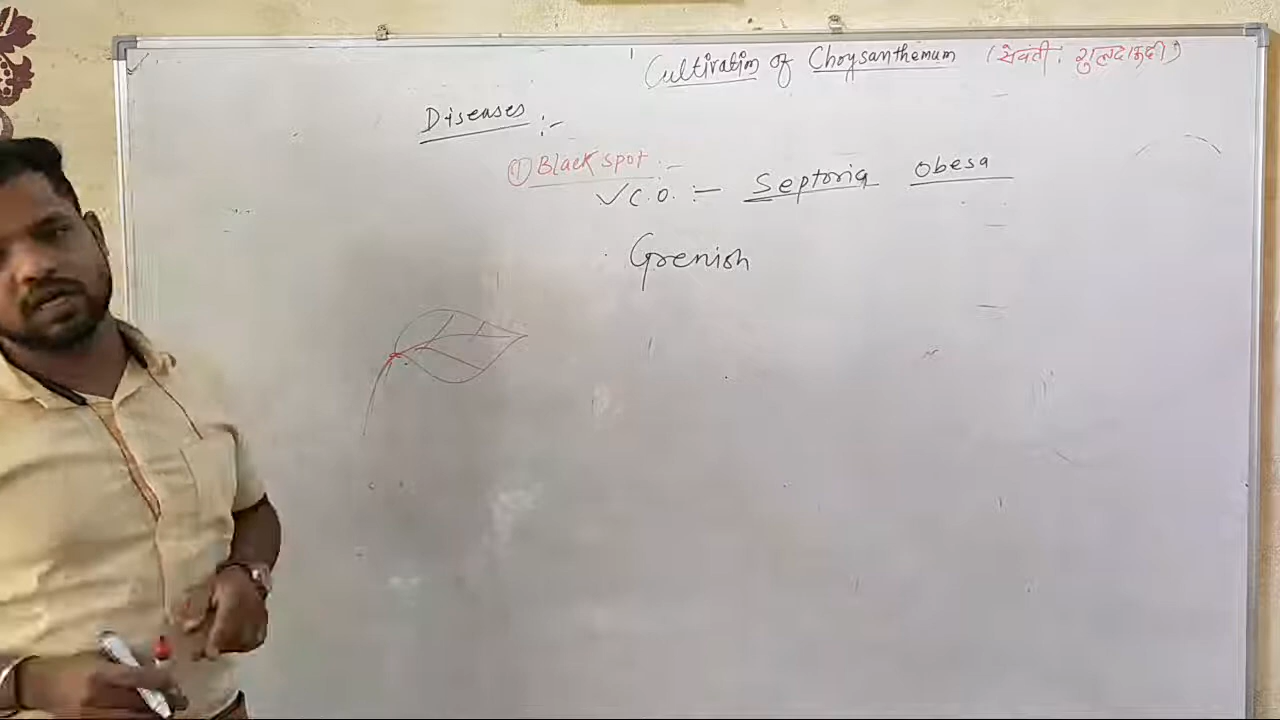 Cultivation of Chrysanthemum (सेवंती, गुलदाऊदी)
Diseases :-
① Black spot :-
✓ C.O. :- Septoria obesa
Grenish